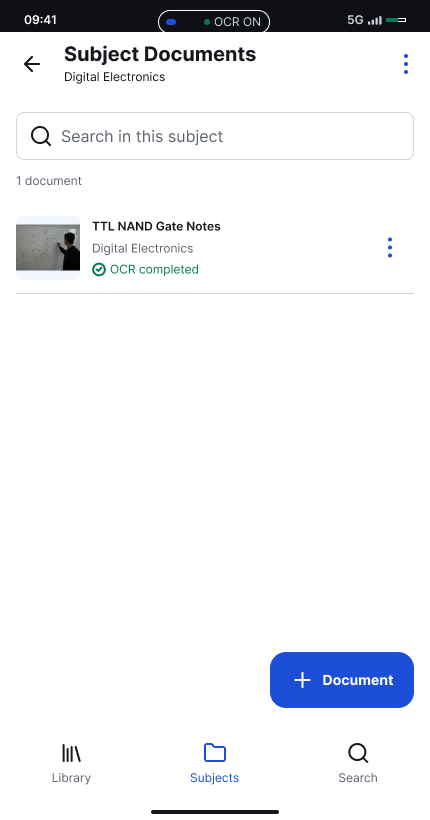 09:41
OCR ON
5G
Subject Documents
Digital Electronics
Search in this subject
1 document
TTL NAND Gate Notes
Digital Electronics
OCR completed
Document
Library
Subjects
Search